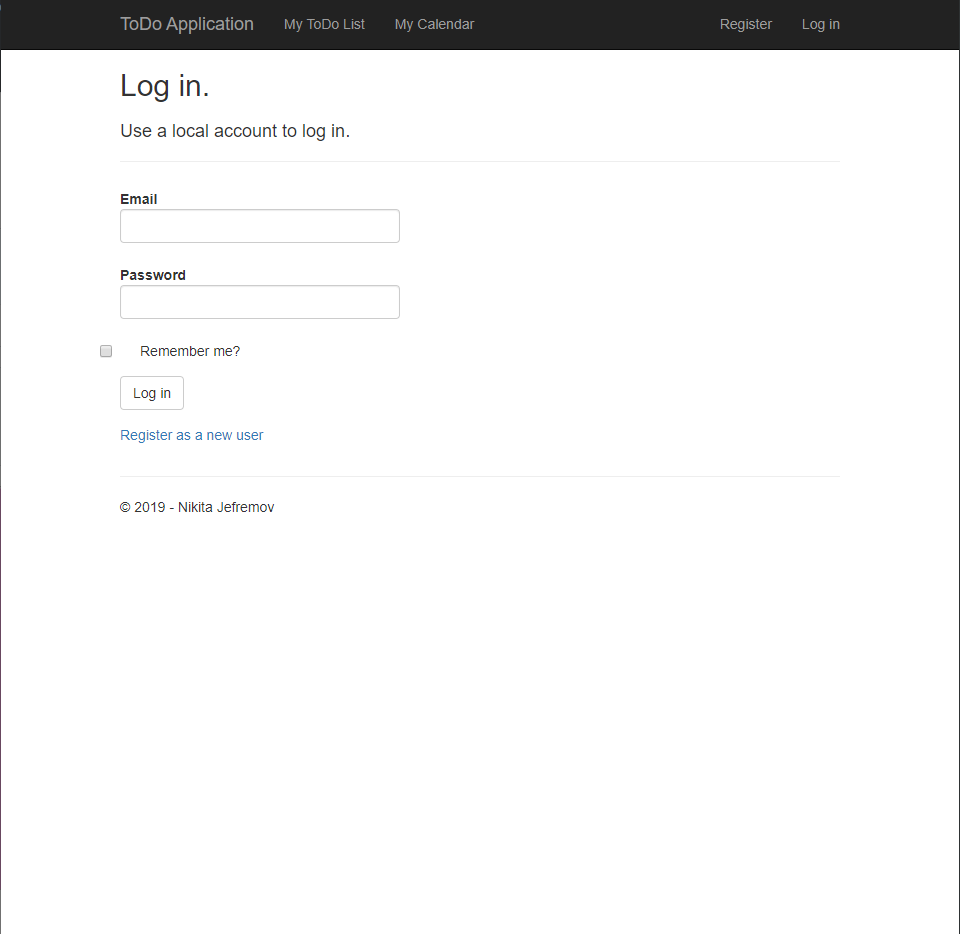 ToDo Application My ToDo List My Calendar Register Log in
Log in.
Use a local account to log in.
Email
Password
Remember me?
Log in
Register as a new user
© 2019 - Nikita Jefremov